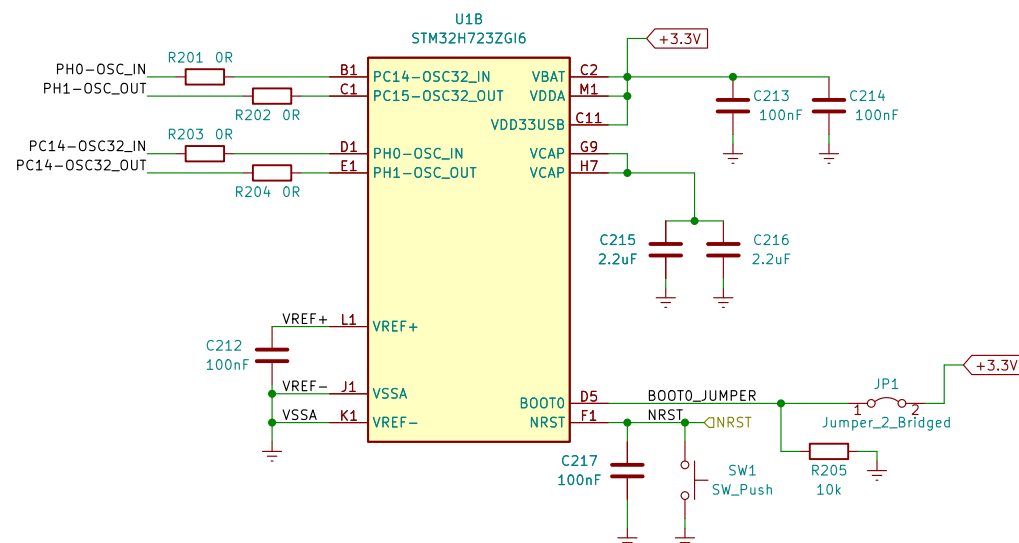 U1B
STM32H723ZGI6
+3.3V
R201 0R
PH0-OSC_IN
B1
PC14-OSC32_IN
VBAT
C2
PH1-OSC_OUT
C1
PC15-OSC32_OUT
VDDA
M1
C213
100nF
C214
100nF
R202 0R
VDD33USB
C11
R203 0R
PC14-OSC32_IN
D1
PH0-OSC_IN
VCAP
G9
PC14-OSC32_OUT
E1
PH1-OSC_OUT
VCAP
H7
R204 0R
C215
2.2uF
C216
2.2uF
VREF+
L1
VREF+
C212
100nF
+3.3V
VREF-
J1
VSSA
JP1
BOOT0
D5
BOOT0_JUMPER
1
2
Jumper_2_Bridged
VSSA
K1
VREF-
NRST
F1
NRST
NRST
C217
100nF
SW1
SW_Push
R205
10k